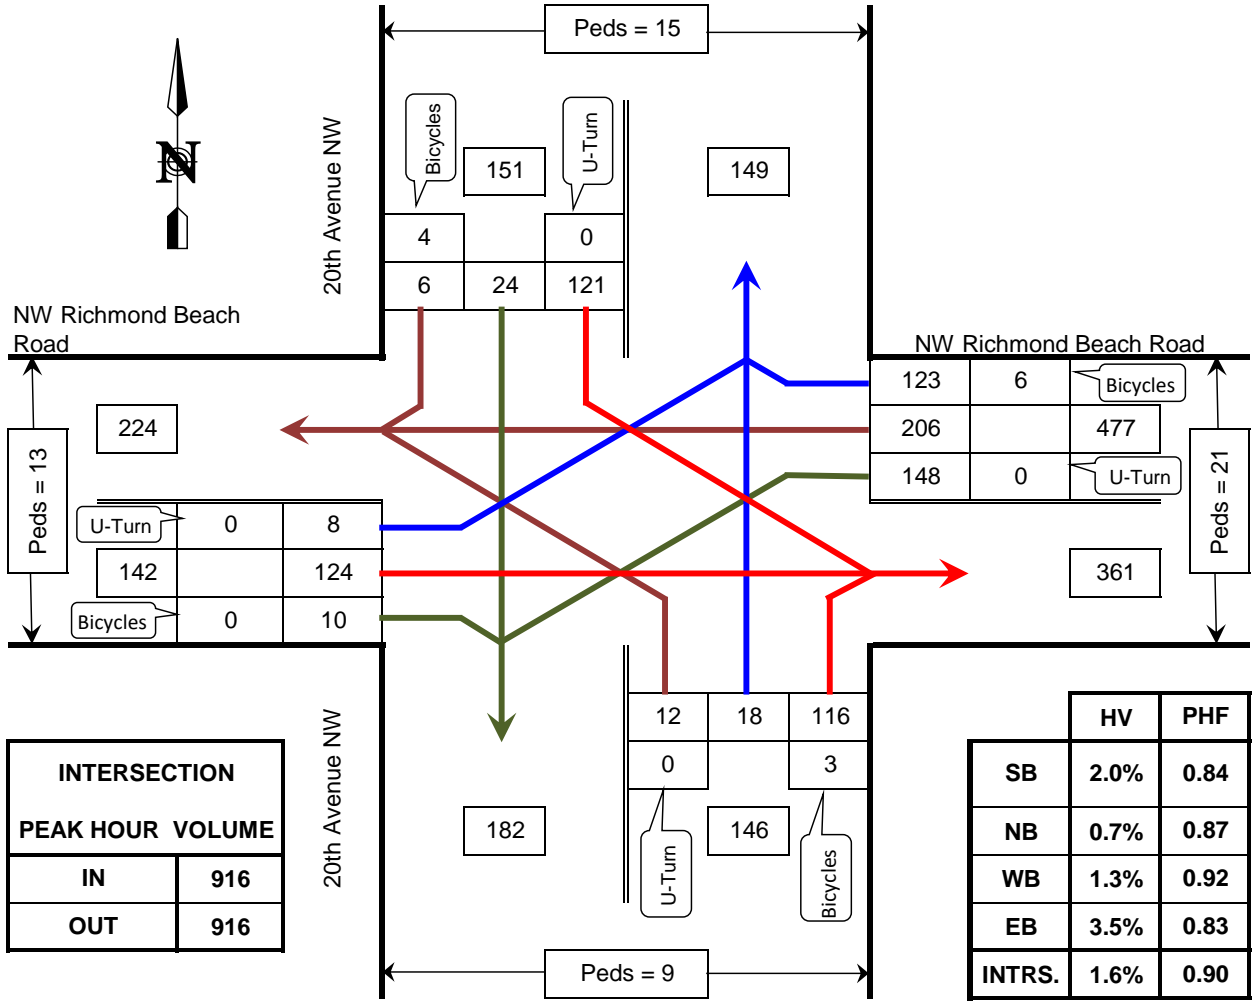 Peds = 15
N
20th Avenue NW
Bicycles
U-Turn
151
149
4
0
6
24
121
NW Richmond Beach
Road
NW Richmond Beach Road
123
6
Bicycles
206
477
148
0
U-Turn
224
Peds = 13
Peds = 21
U-Turn
0
8
142
124
Bicycles
0
10
361
12
18
116
0
3
182
146
20th Avenue NW
U-Turn
Bicycles
Peds = 9
INTERSECTION
PEAK HOUR VOLUME
IN 916
OUT 916
HV PHF
SB 2.0% 0.84
NB 0.7% 0.87
WB 1.3% 0.92
EB 3.5% 0.83
INTRS. 1.6% 0.90